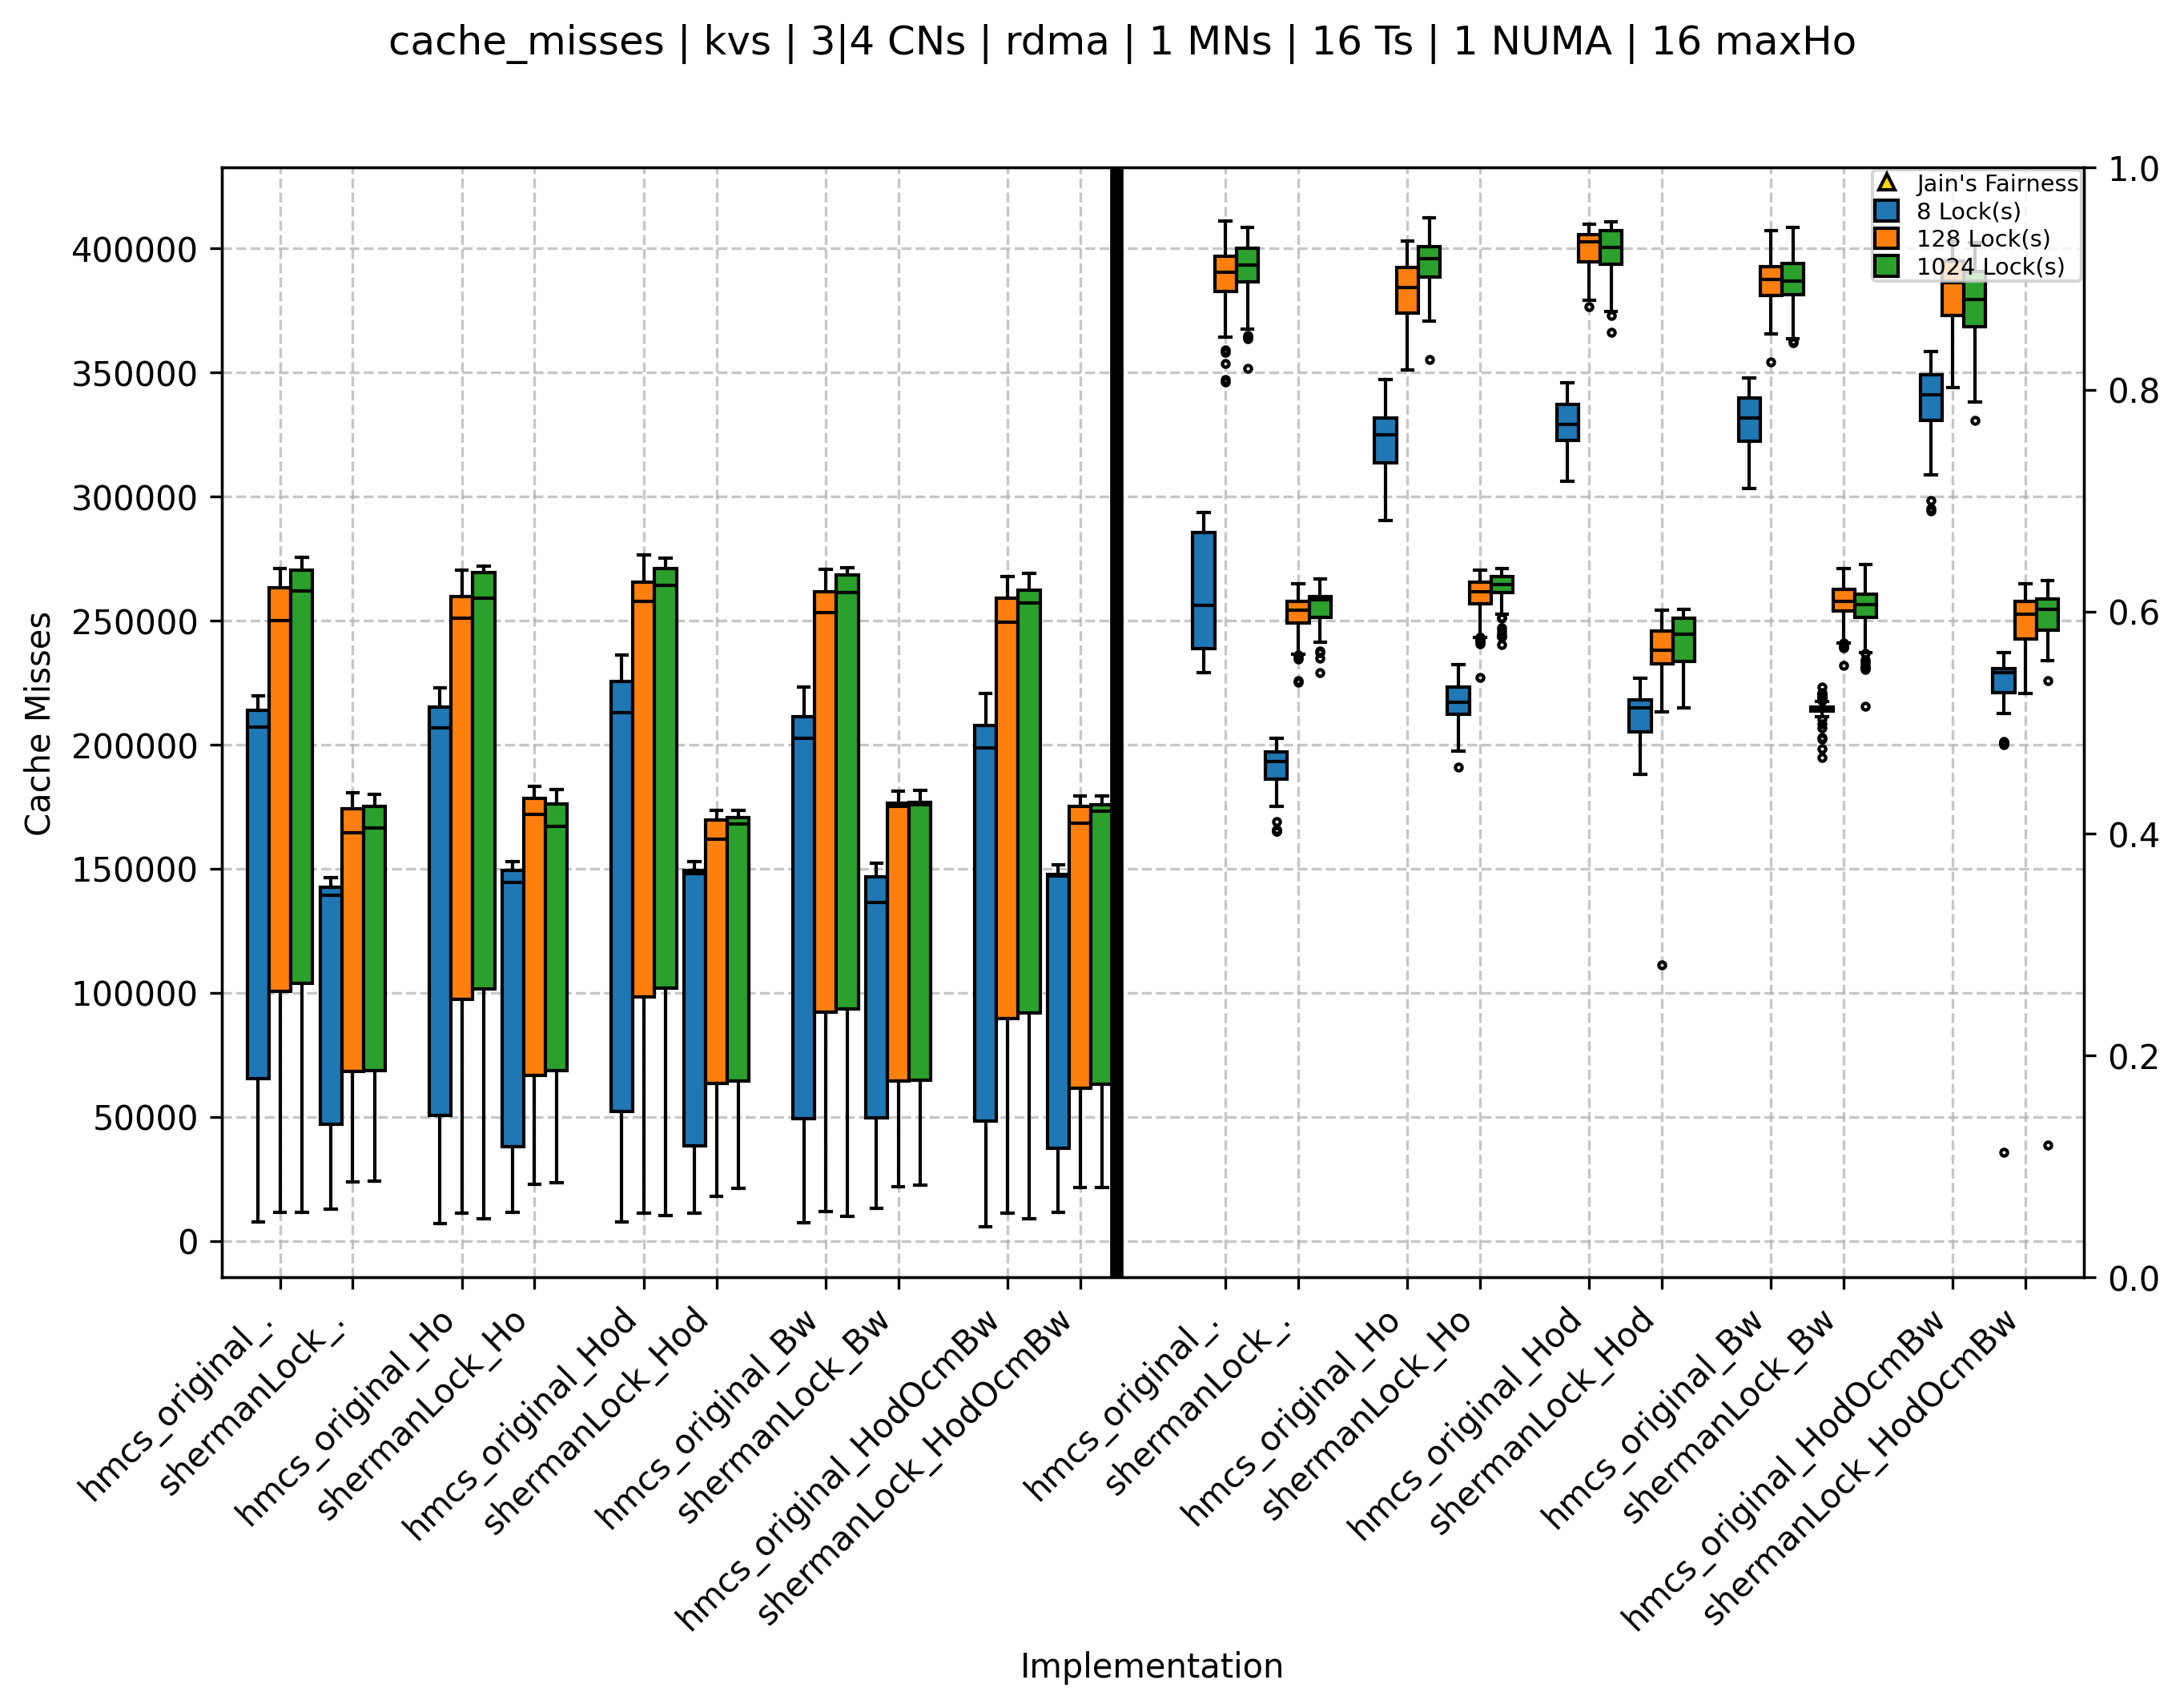 cache_misses | kvs | 3|4 CNs | rdma | 1 MNs | 16 Ts | 1 NUMA | 16 maxHo
Jain's Fairness
8 Lock(s)
128 Lock(s)
1024 Lock(s)
Cache Misses
400000
350000
300000
250000
200000
150000
100000
50000
0
1.0
0.8
0.6
0.4
0.2
0.0
hmcs_original_.
shermanLock_.
hmcs_original_Ho
shermanLock_Ho
hmcs_original_Hod
shermanLock_Hod
hmcs_original_Bw
shermanLock_Bw
hmcs_original_HodOcmBw
shermanLock_HodOcmBw
hmcs_original_.
shermanLock_.
hmcs_original_Ho
shermanLock_Ho
hmcs_original_Hod
shermanLock_Hod
hmcs_original_Bw
shermanLock_Bw
hmcs_original_HodOcmBw
shermanLock_HodOcmBw
Implementation